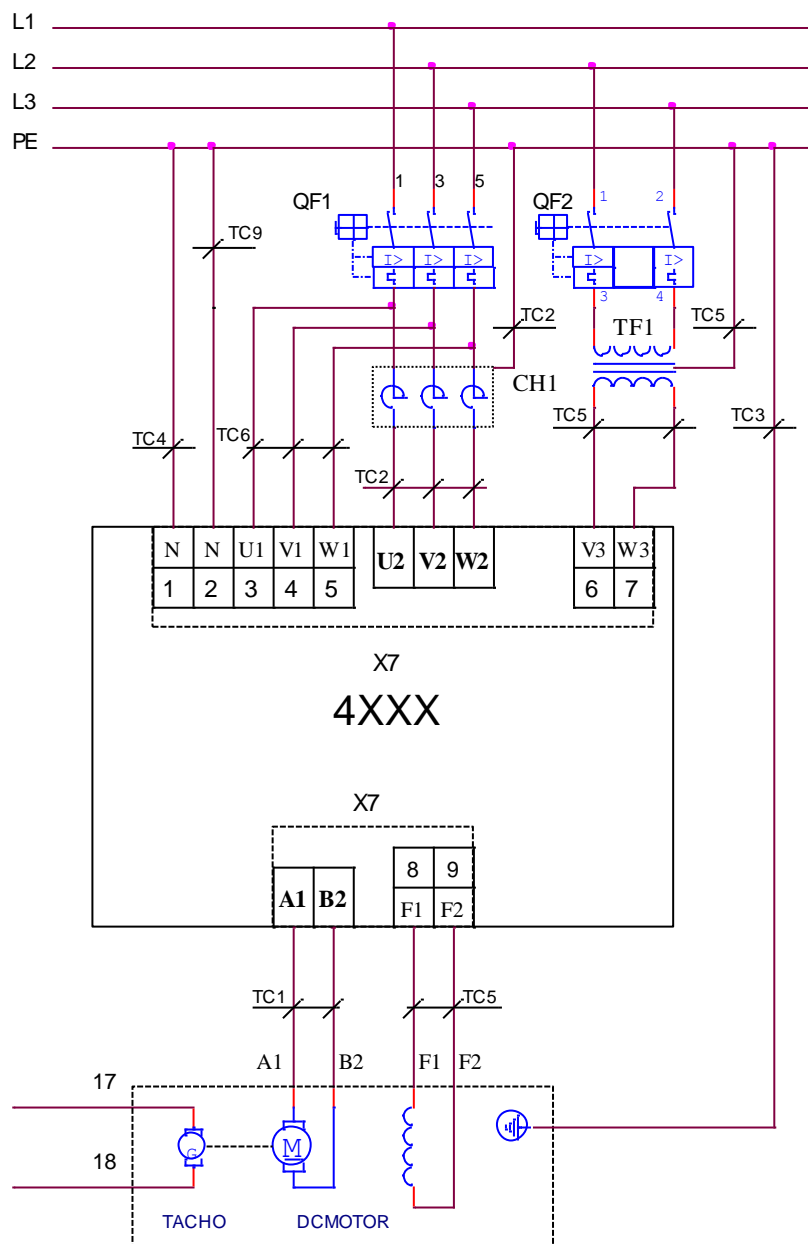 L1
L2
L3
PE
1 3 5
QF1
1 2
QF2
TC9
I> I> I>
I> I>
3 4
TC2
TF1
TC5
CH1
TC4
TC6
TC5
TC3
TC2
N N U1 V1 W1
U2 V2 W2
V3 W3
1 2 3 4 5
6 7
X7
4XXX
X7
8 9
A1 B2
F1 F2
TC1
TC5
A1 B2 F1 F2
17
18
G
M
TACHO
DCMOTOR